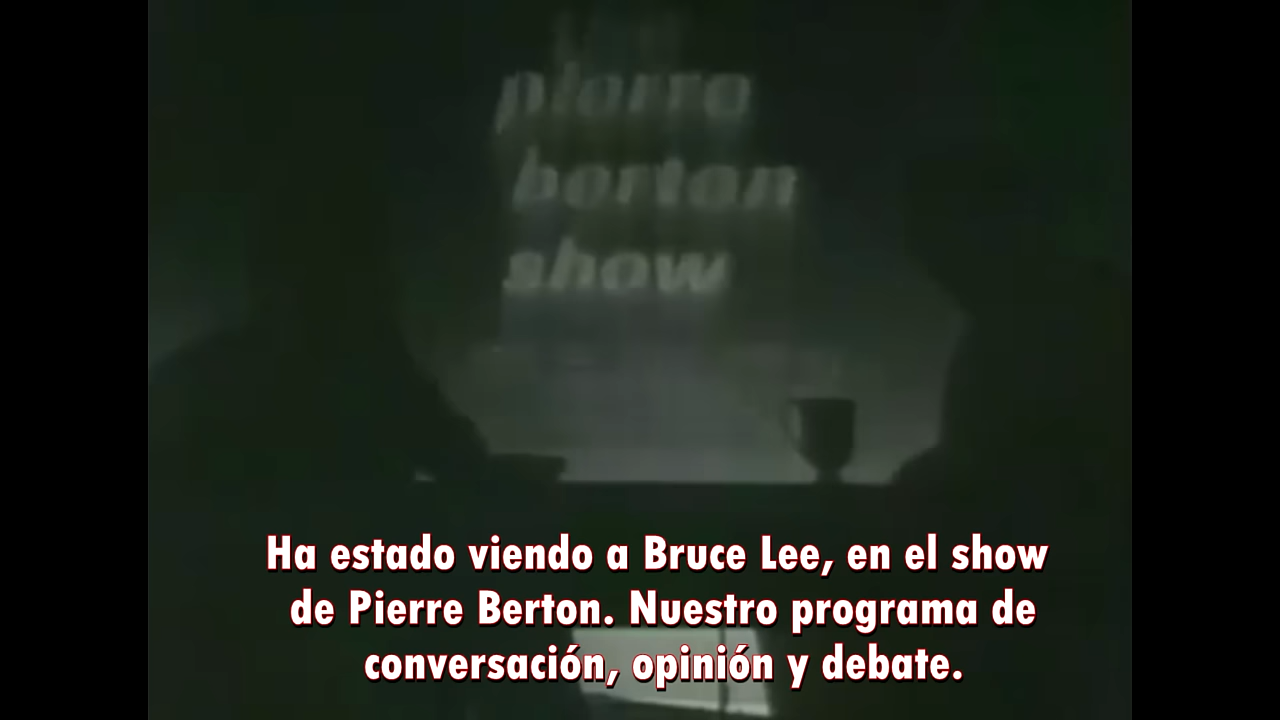 the
pierre
berton
show
Ha estado viendo a Bruce Lee, en el show
de Pierre Berton. Nuestro programa de
conversación, opinión y debate.